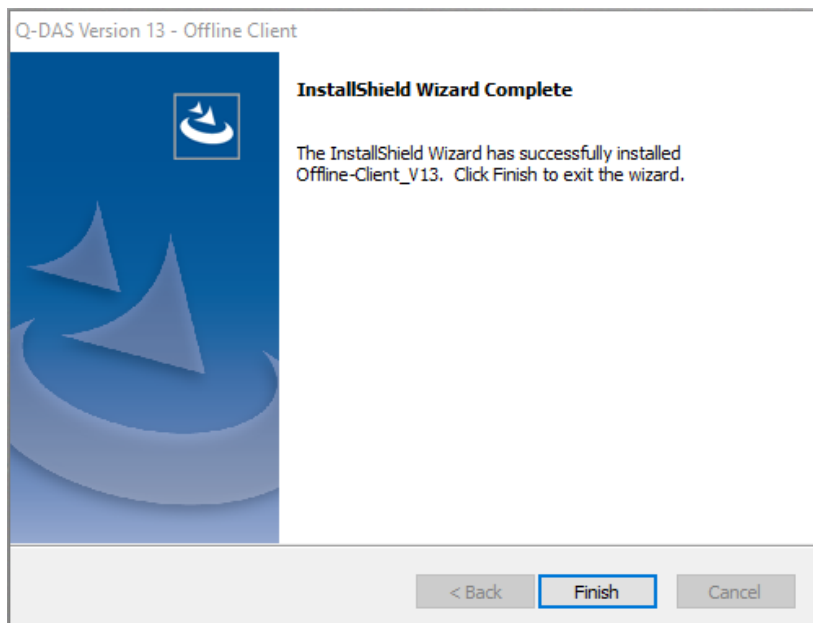 Q-DAS Version 13 - Offline Client
InstallShield Wizard Complete
The InstallShield Wizard has successfully installed
Offline-Client_V13. Click Finish to exit the wizard.
< Back
Finish
Cancel